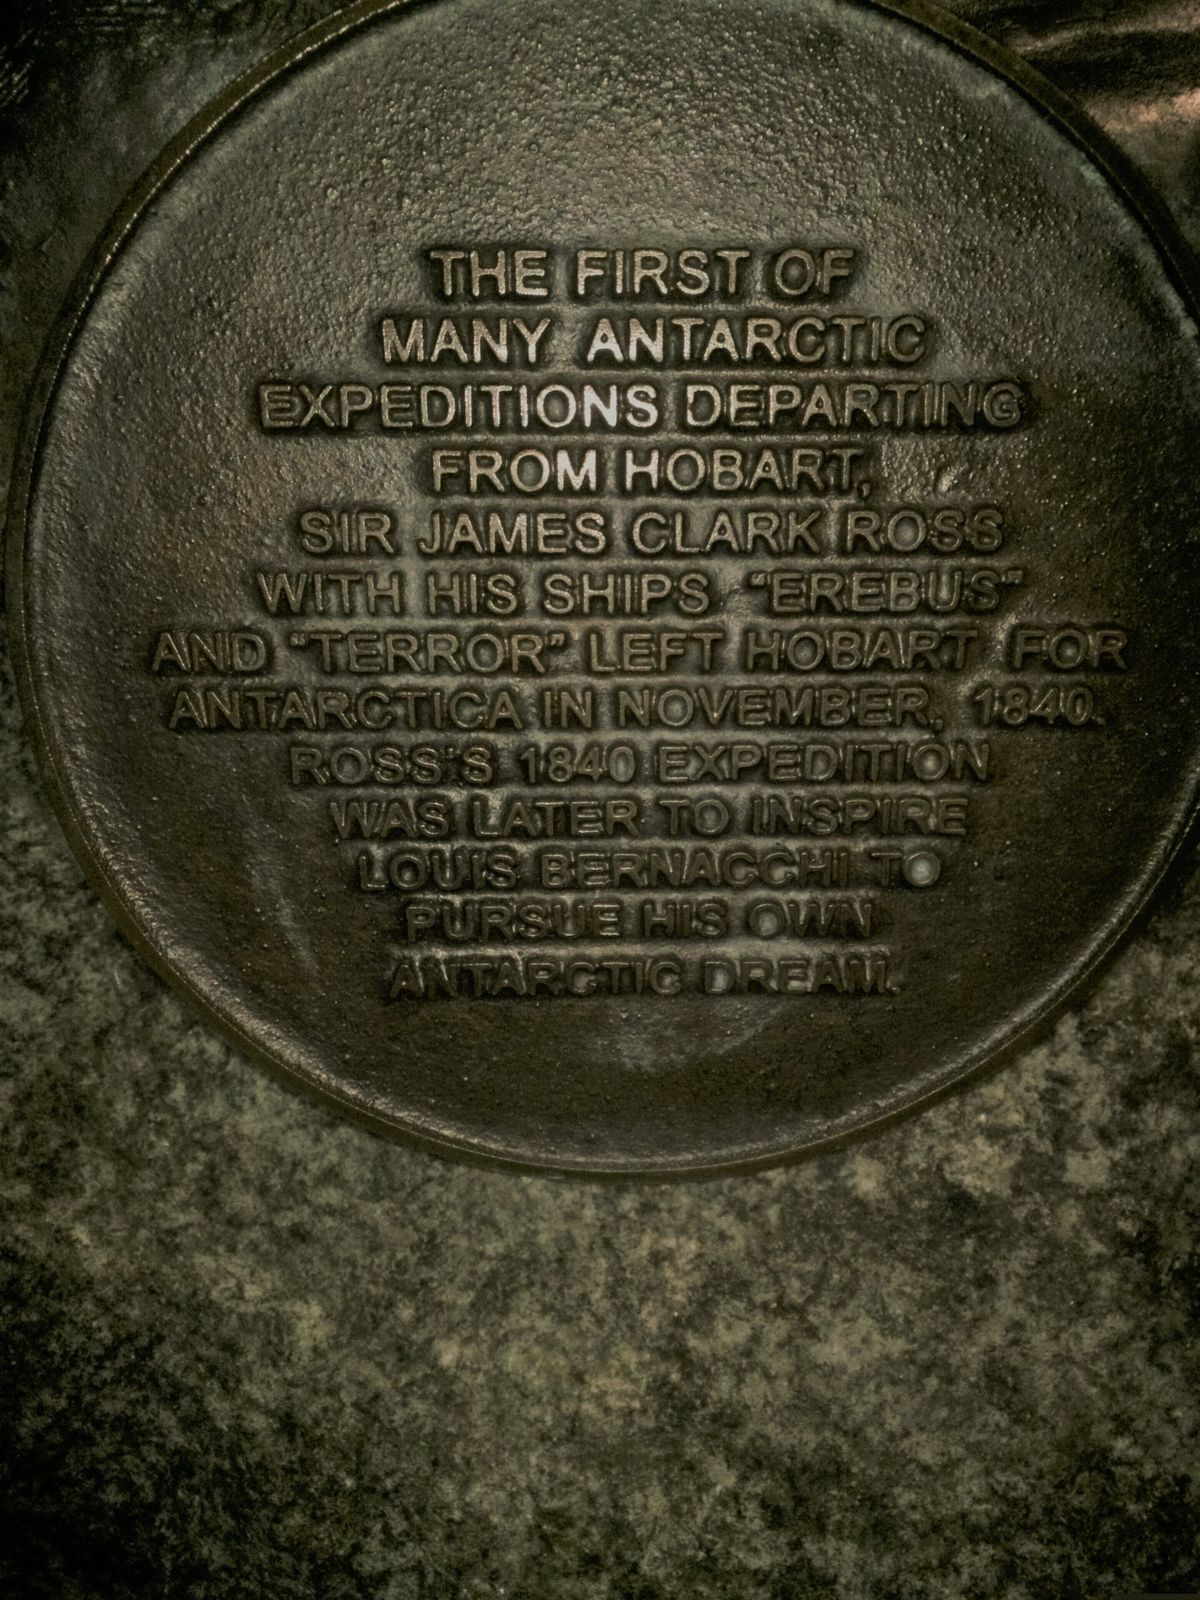 THE FIRST OF
MANY ANTARCTIC
EXPEDITIONS DEPARTING
FROM HOBART,
SIR JAMES CLARK ROSS
WITH HIS SHIPS "EREBUS"
AND "TERROR" LEFT HOBART FOR
ANTARCTICA IN NOVEMBER, 1840.
ROSS'S 1840 EXPEDITION
WAS LATER TO INSPIRE
LOUIS BERNACCHI TO
PURSUE HIS OWN
ANTARCTIC DREAM.